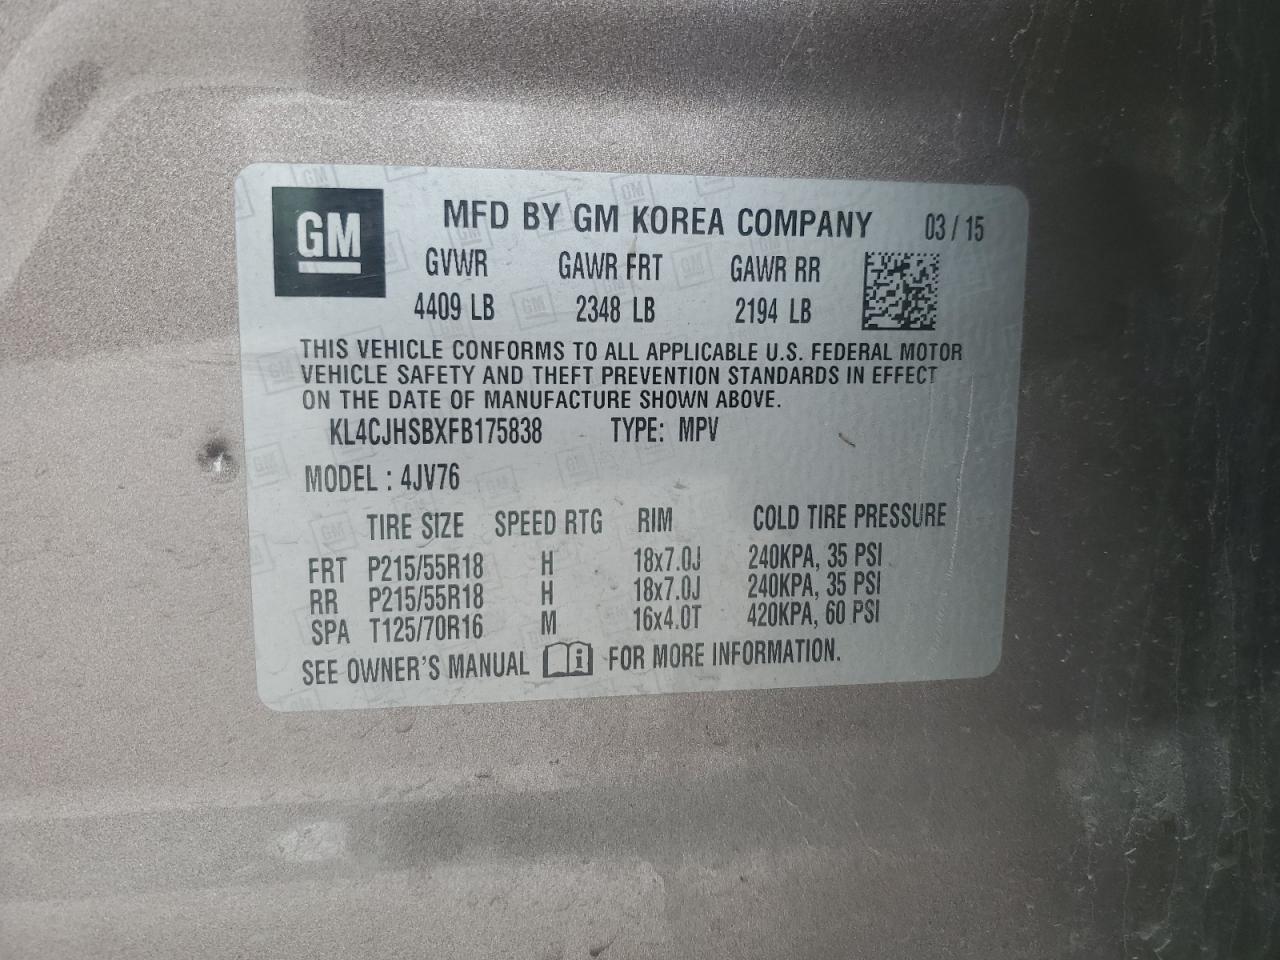 GM
MFD BY GM KOREA COMPANY 03 / 15
GVWR GAWR FRT GAWR RR
4409 LB 2348 LB 2194 LB
THIS VEHICLE CONFORMS TO ALL APPLICABLE U.S. FEDERAL MOTOR
VEHICLE SAFETY AND THEFT PREVENTION STANDARDS IN EFFECT
ON THE DATE OF MANUFACTURE SHOWN ABOVE.
KL4CJHSBXFB175838 TYPE: MPV
MODEL : 4JV76
TIRE SIZE SPEED RTG RIM COLD TIRE PRESSURE
FRT P215/55R18 H 18x7.0J 240KPA, 35 PSI
RR P215/55R18 H 18x7.0J 240KPA, 35 PSI
SPA T125/70R16 M 16x4.0T 420KPA, 60 PSI
SEE OWNER'S MANUAL i FOR MORE INFORMATION.